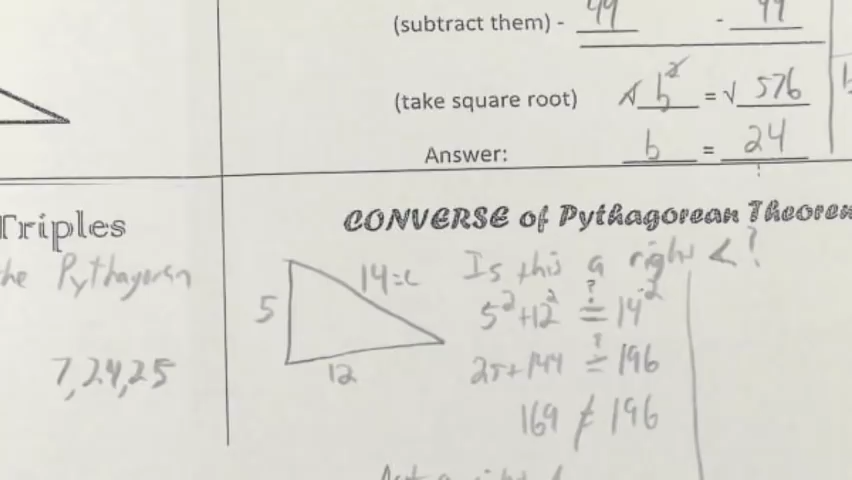 (subtract them) - 49 - 49
(take square root) √b² = √576
Answer: b = 24
Triples
the Pythagorean
7,24,25
CONVERSE of Pythagorean Theorem
Is this a right < ?
5
14=c
12
5²+12² ≟ 14²
25+144 ≟ 196
169 ≠ 196